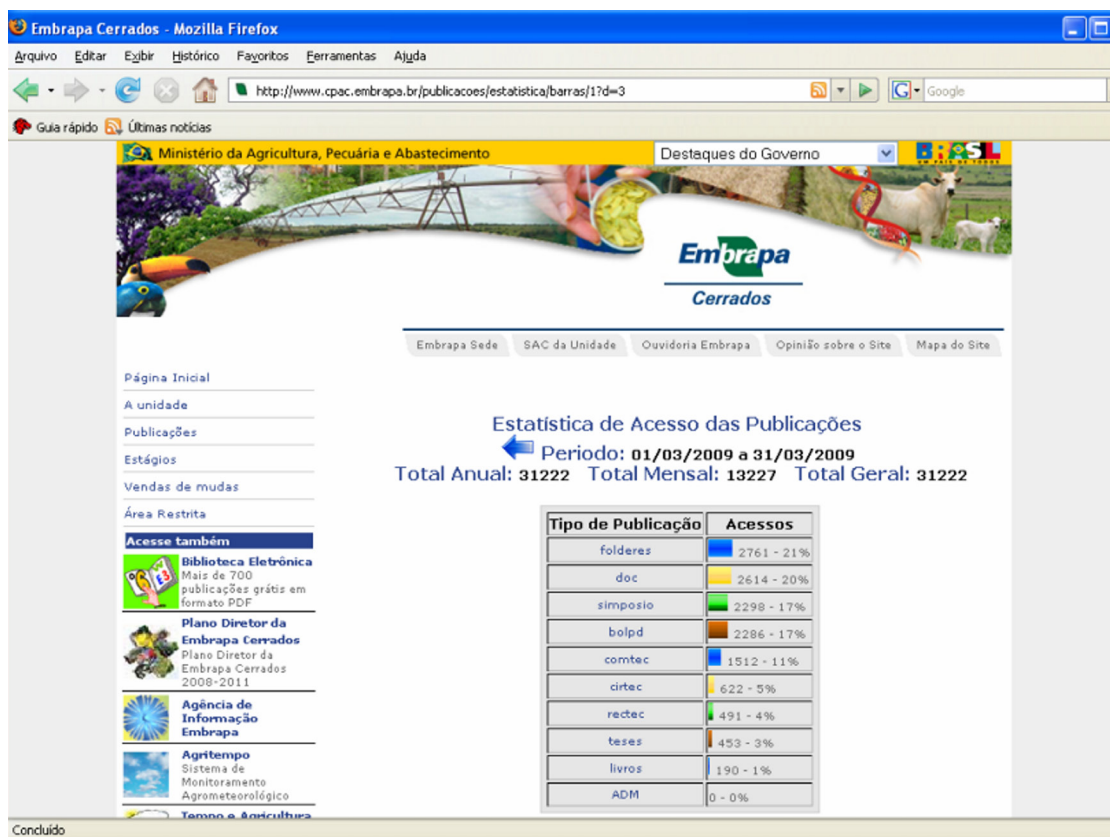 Embrapa Cerrados - Mozilla Firefox
Arquivo Editar Exibir Histórico Favoritos Ferramentas Ajuda
http://www.cpac.embrapa.br/publicacoes/estatistica/barras/1?d=3
G Google
Guia rápido Últimas notícias
Ministério da Agricultura, Pecuária e Abastecimento Destaques do Governo BRASIL
UM PAÍS DE TODOS
Embrapa
Cerrados
Embrapa Sede SAC da Unidade Ouvidoria Embrapa Opinião sobre o Site Mapa do Site
Página Inicial
A unidade
Publicações
Estágios
Vendas de mudas
Área Restrita
Acesse também
Biblioteca Eletrônica
Mais de 700
publicações grátis em
formato PDF
Plano Diretor da
Embrapa Cerrados
Plano Diretor da
Embrapa Cerrados
2008-2011
Agência de
Informação
Embrapa
Agritempo
Sistema de
Monitoramento
Agrometeorológico
Tempo e Agricultura
Estatística de Acesso das Publicações
Periodo: 01/03/2009 a 31/03/2009
Total Anual: 31222 Total Mensal: 13227 Total Geral: 31222
Tipo de Publicação Acessos
folderes 2761 - 21%
doc 2614 - 20%
simposio 2298 - 17%
bolpd 2286 - 17%
comtec 1512 - 11%
cirtec 622 - 5%
rectec 491 - 4%
teses 453 - 3%
livros 190 - 1%
ADM 0 - 0%
Concluído